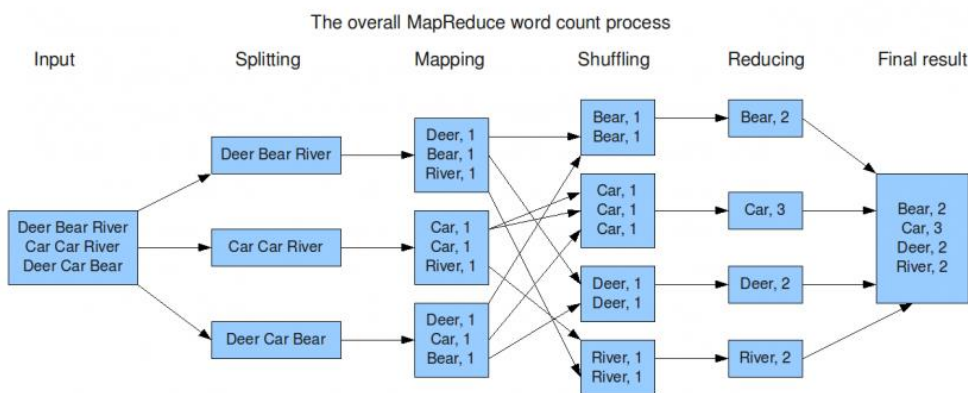 The overall MapReduce word count process
Input
Splitting
Mapping
Shuffling
Reducing
Final result
Deer Bear River
Car Car River
Deer Car Bear
Deer Bear River
Car Car River
Deer Car Bear
Deer, 1
Bear, 1
River, 1
Car, 1
Car, 1
River, 1
Deer, 1
Car, 1
Bear, 1
Bear, 1
Bear, 1
Car, 1
Car, 1
Car, 1
Deer, 1
Deer, 1
River, 1
River, 1
Bear, 2
Car, 3
Deer, 2
River, 2
Bear, 2
Car, 3
Deer, 2
River, 2